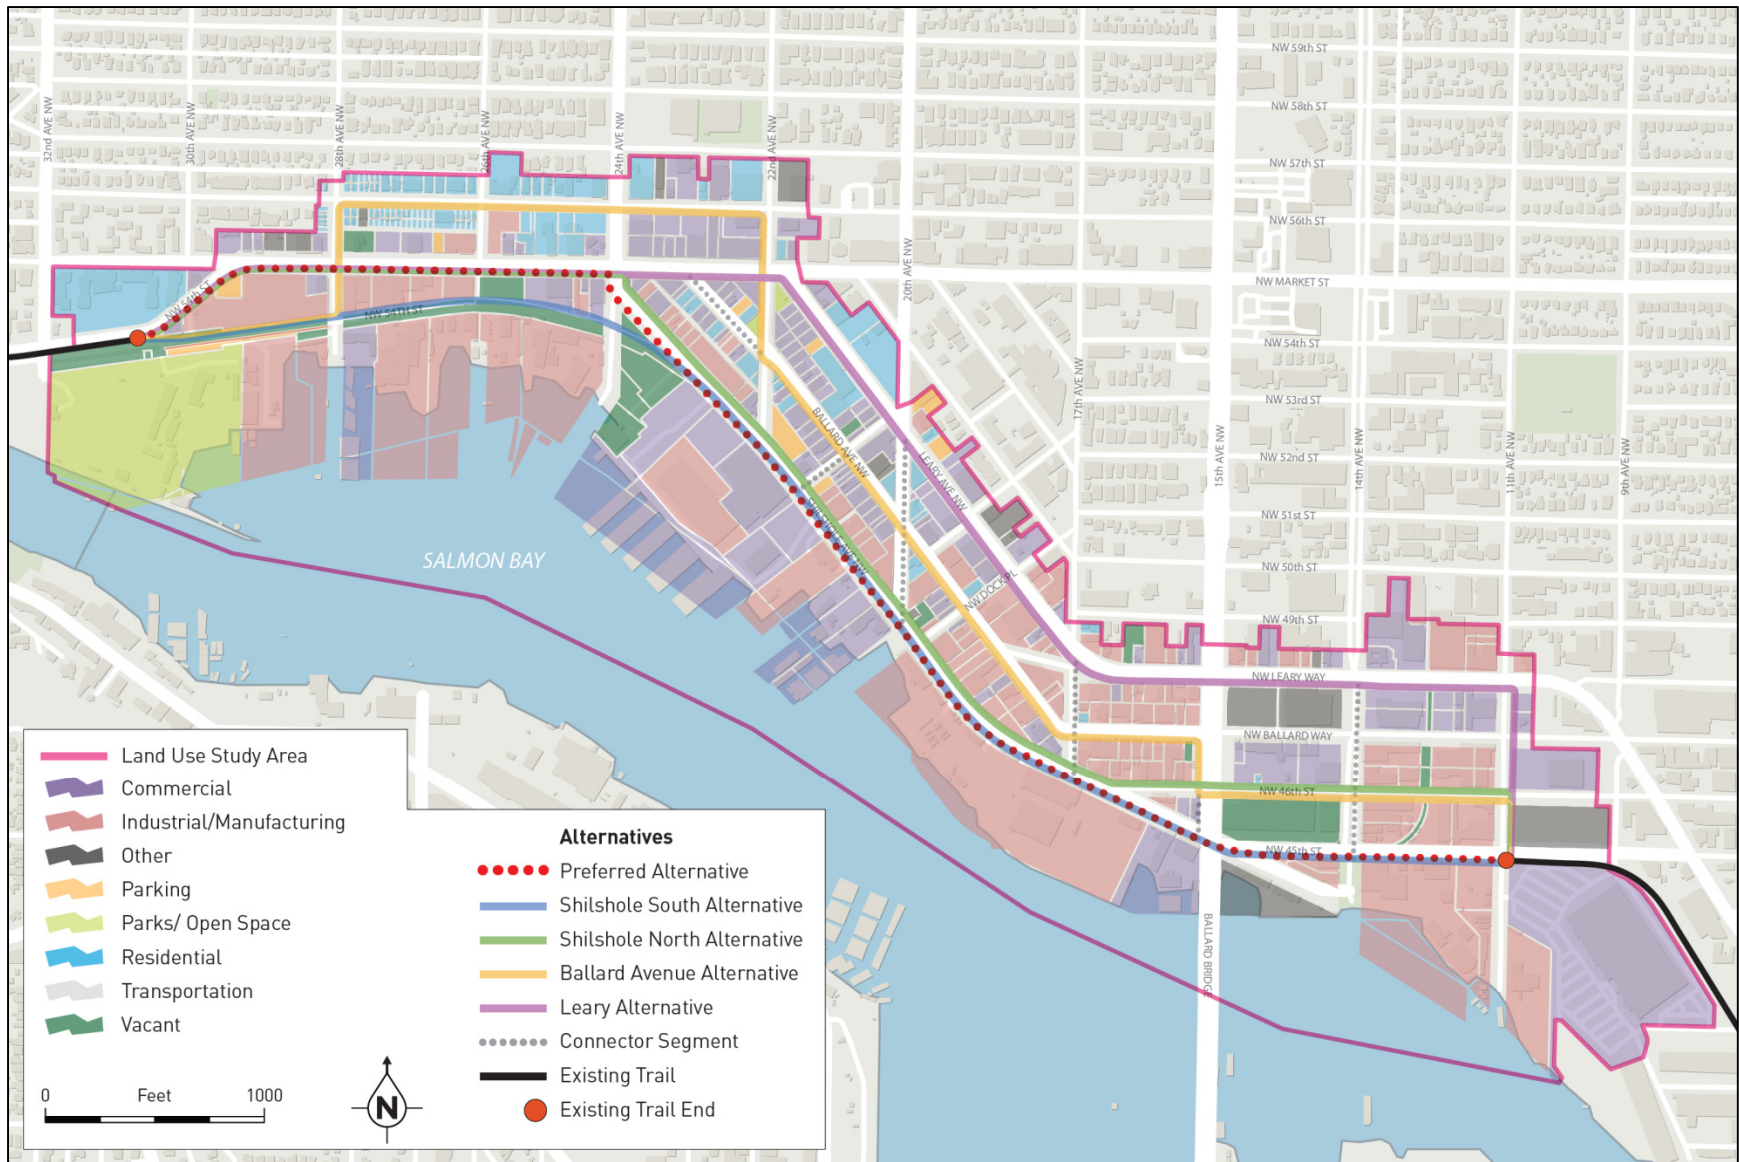 NW 59th ST
NW 58th ST
NW 57th ST
NW 56th ST
NW MARKET ST
NW 54th ST
NW 53rd ST
NW 52nd ST
NW 51st ST
NW 50th ST
NW 49th ST
NW LEARY WAY
NW BALLARD WAY
NW 46th ST
NW 45th ST
32nd AVE NW
30th AVE NW
28th AVE NW
26th AVE NW
24th AVE NW
22nd AVE NW
20th AVE NW
17th AVE NW
15th AVE NW
14th AVE NW
11th AVE NW
9th AVE NW
NW 54th ST
NW 54TH ST
BALLARD AVE NW
LEARY AVE NW
SHILSHOLE AVE NW
NW DOCK PL
BALLARD BRIDGE
SALMON BAY
Land Use Study Area
Commercial
Industrial/Manufacturing
Other
Parking
Parks/ Open Space
Residential
Transportation
Vacant
0 Feet 1000
N
Alternatives
Preferred Alternative
Shilshole South Alternative
Shilshole North Alternative
Ballard Avenue Alternative
Leary Alternative
Connector Segment
Existing Trail
Existing Trail End